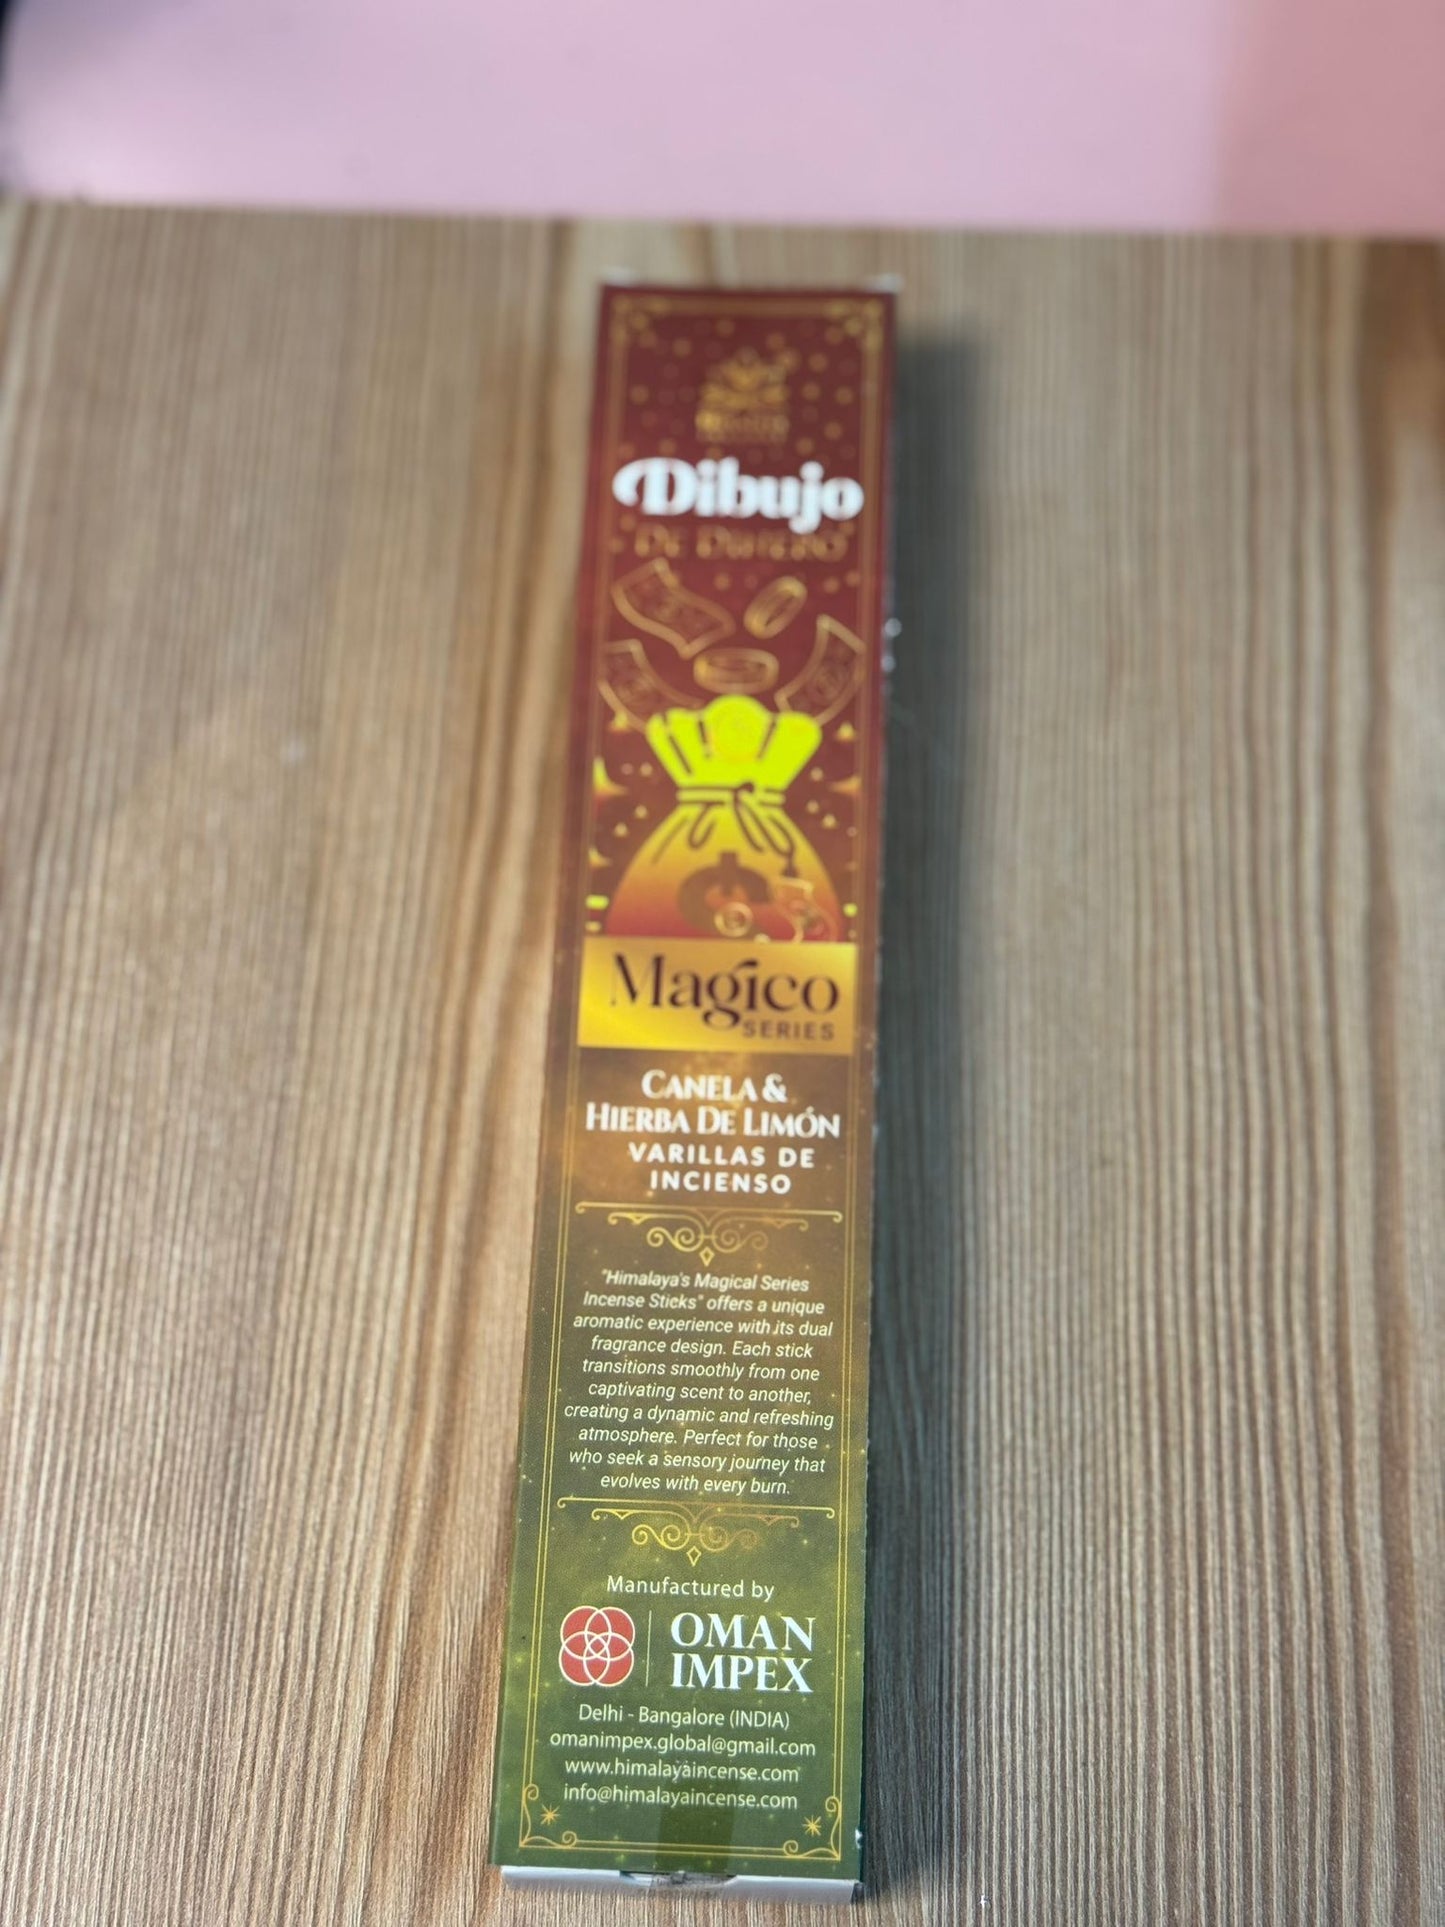 Dibujo
DE DINERO
Magico
SERIES
CANELA &
HIERBA DE LIMÓN
VARILLAS DE
INCIENSO
"Himalaya's Magical Series
Incense Sticks" offers a unique
aromatic experience with its dual
fragrance design. Each stick
transitions smoothly from one
captivating scent to another,
creating a dynamic and refreshing
atmosphere. Perfect for those
who seek a sensory journey that
evolves with every burn.
Manufactured by
OMAN
IMPEX
Delhi - Bangalore (INDIA)
omanimpex.global@gmail.com
www.himalayaincense.com
info@himalayaincense.com